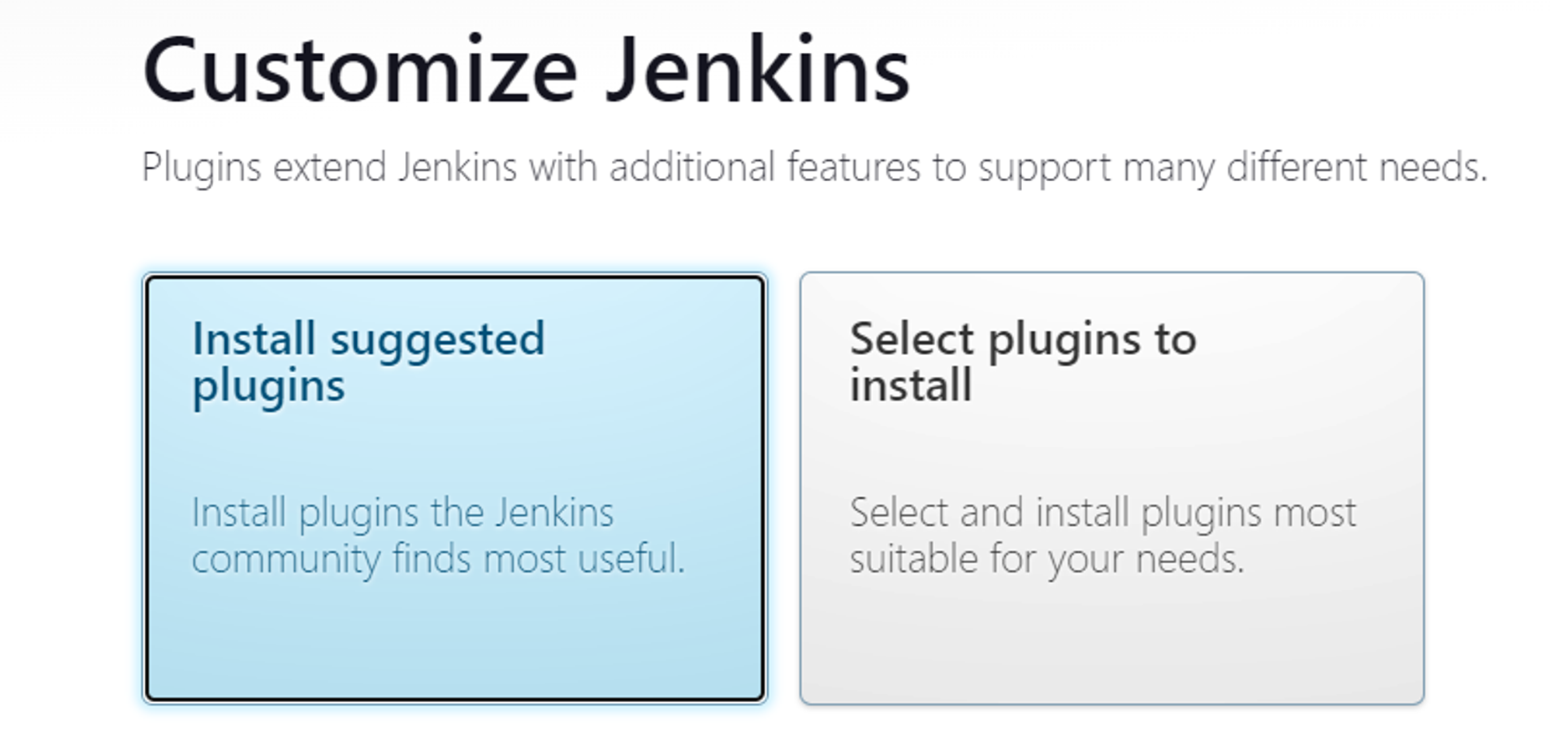 Customize Jenkins
Plugins extend Jenkins with additional features to support many different needs.
Install suggested
plugins
Install plugins the Jenkins
community finds most useful.
Select plugins to
install
Select and install plugins most
suitable for your needs.